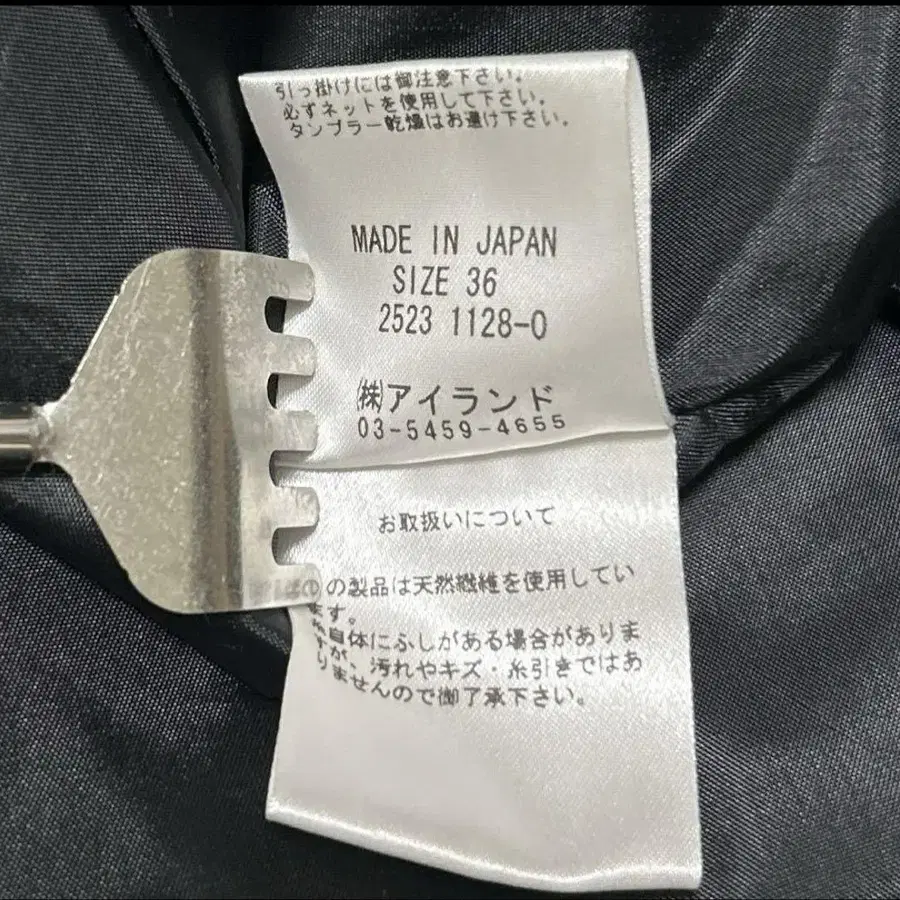 引っ掛けには御注意下さい。
必ずネットを使用して下さい。
タンブラー乾燥はお避け下さい。
MADE IN JAPAN
SIZE 36
2523 1128-0
㈱アイランド
03-5459-4655
お取扱いについて
の製品は天然繊維を使用してい
ます。
自体にふしがある場合がありま
すが、汚れやキズ・糸引きではあ
りませんので御了承下さい。